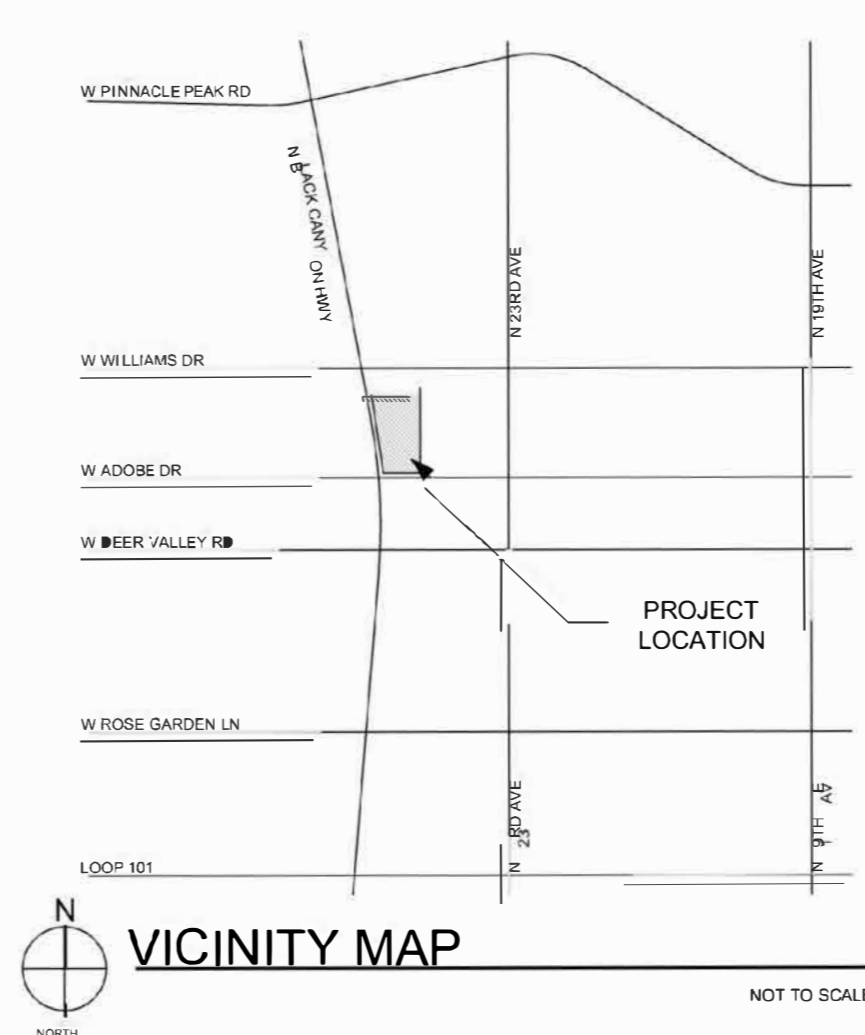 W PINNACLE PEAK RD
N BLACK CANYON HWY
N 23RD AVE
N 19TH AVE
W WILLIAMS DR
W ADOBE DR
W DEER VALLEY RD
PROJECT
LOCATION
W ROSE GARDEN LN
N 23RD AVE
N 19TH AVE
LOOP 101
N
VICINITY MAP
NOT TO SCALE
NORTH